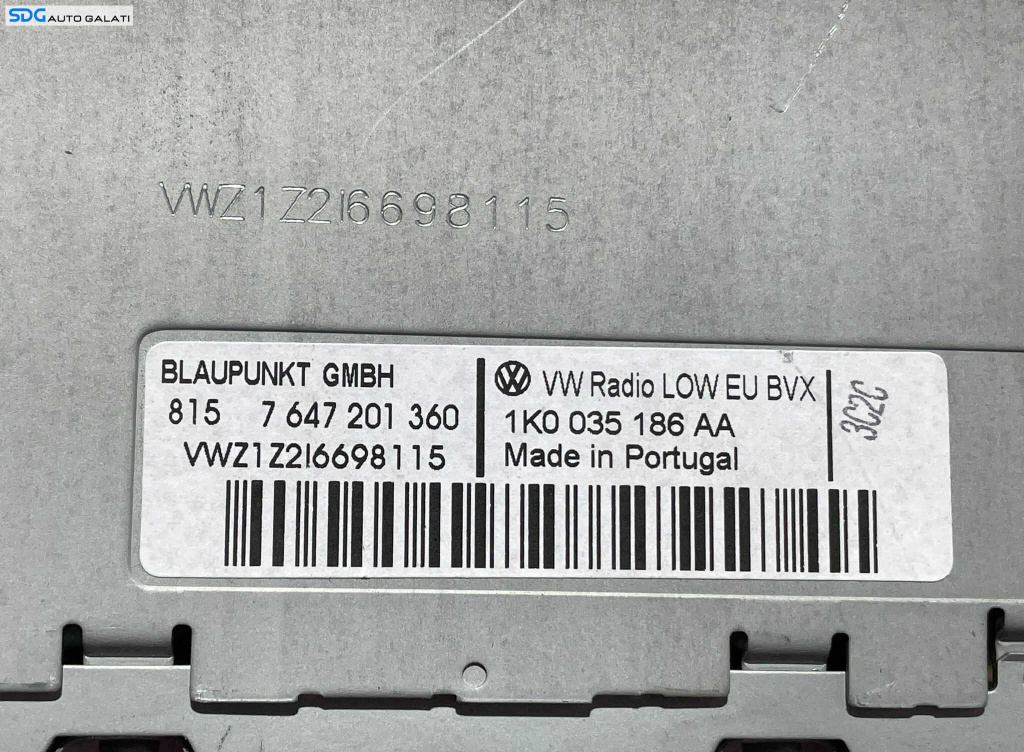 SDG AUTO GALATI
VWZ1Z2I6698115
BLAUPUNKT GMBH
815 7 647 201 360
VWZ1Z2I6698115
VW Radio LOW EU BVX
1K0 035 186 AA
Made in Portugal
3C2C